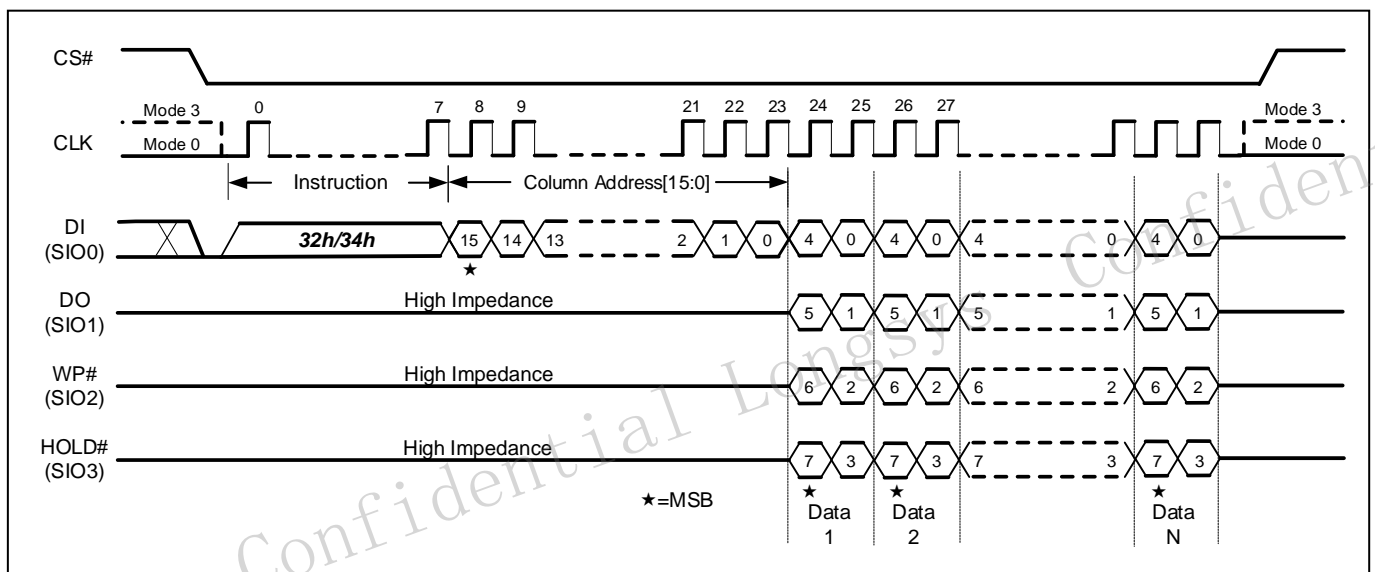 CS#
Mode 3 0 7 8 9 21 22 23 24 25 26 27 Mode 3
CLK Mode 0 Mode 0
Instruction Column Address[15:0]
DI
(SIO0) 32h/34h 15 14 13 2 1 0 4 0 4 0 4 0 4 0
★
DO
(SIO1) High Impedance 5 1 5 1 5 1 5 1
WP#
(SIO2) High Impedance 6 2 6 2 6 2 6 2
HOLD#
(SIO3) High Impedance 7 3 7 3 7 3 7 3
★=MSB ★ ★ ★
Data Data Data
1 2 N
Confidential Longsys Confident